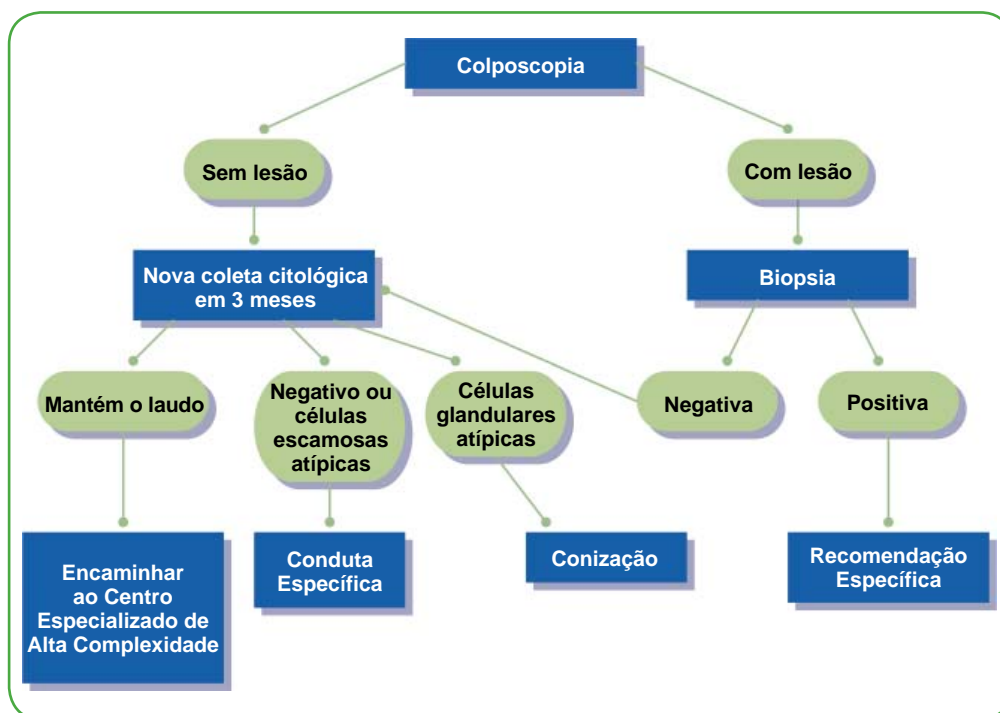 Colposcopia
Sem lesão
Com lesão
Nova coleta citológica
em 3 meses
Biopsia
Mantém o laudo
Negativo ou
células
escamosas
atípicas
Células
glandulares
atípicas
Negativa
Positiva
Encaminhar
ao Centro
Especializado de
Alta Complexidade
Conduta
Específica
Conização
Recomendação
Específica